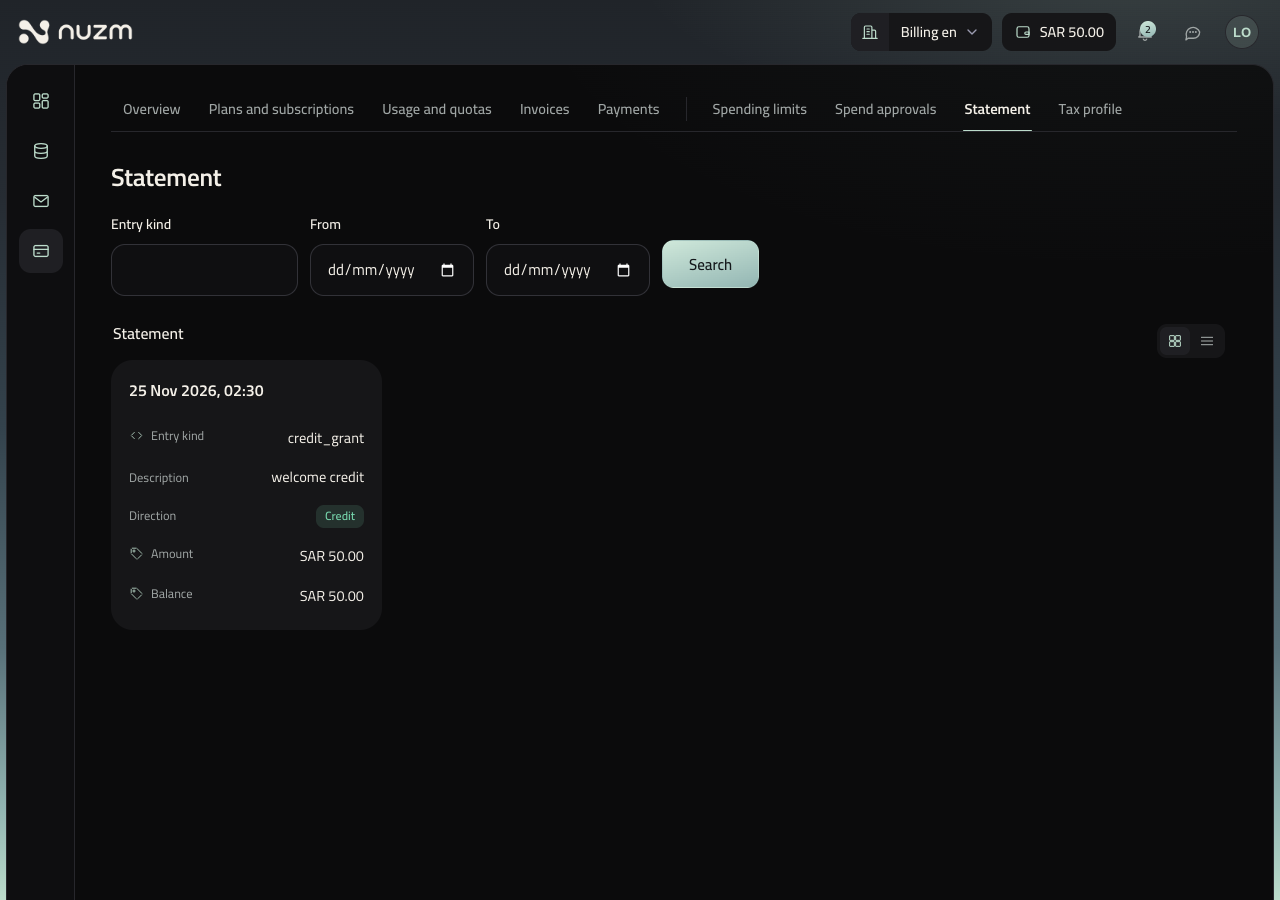 nuzm
Billing en
SAR 50.00
2
LO
Overview
Plans and subscriptions
Usage and quotas
Invoices
Payments
Spending limits
Spend approvals
Statement
Tax profile
Statement
Entry kind
From
To
dd/mm/yyyy
dd/mm/yyyy
Search
Statement
25 Nov 2026, 02:30
Entry kind
credit_grant
Description
welcome credit
Direction
Credit
Amount
SAR 50.00
Balance
SAR 50.00